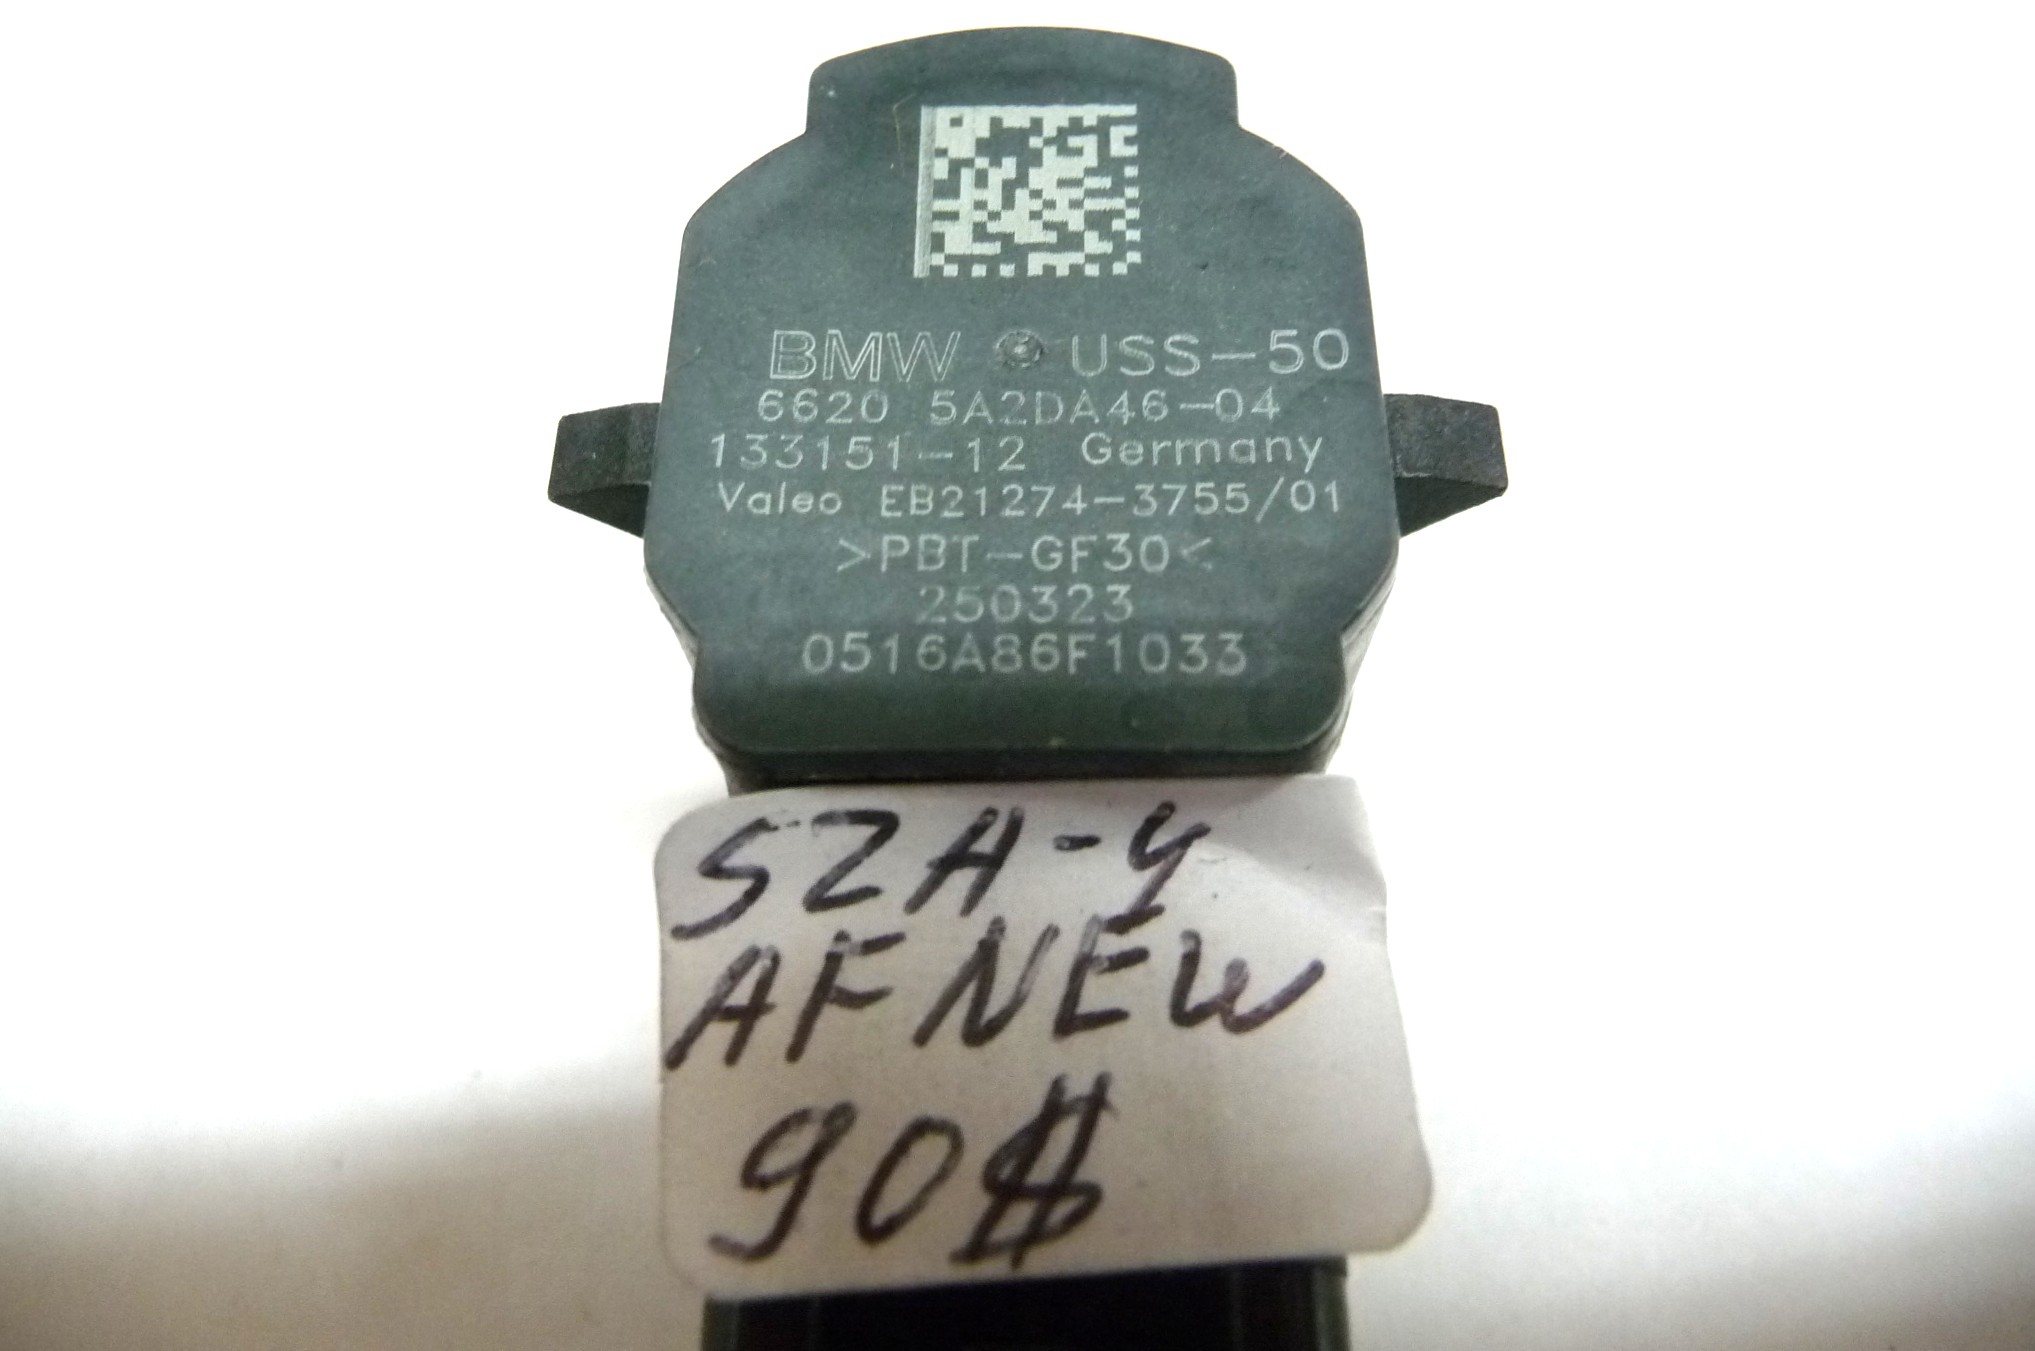 BMW USS-50
6620 5A2DA46-04
133151-12 Germany
Valeo EB21274-3755/01
>PBT-GF30<
250323
0516A86F1033
SZA-Y
AFNEW
90$